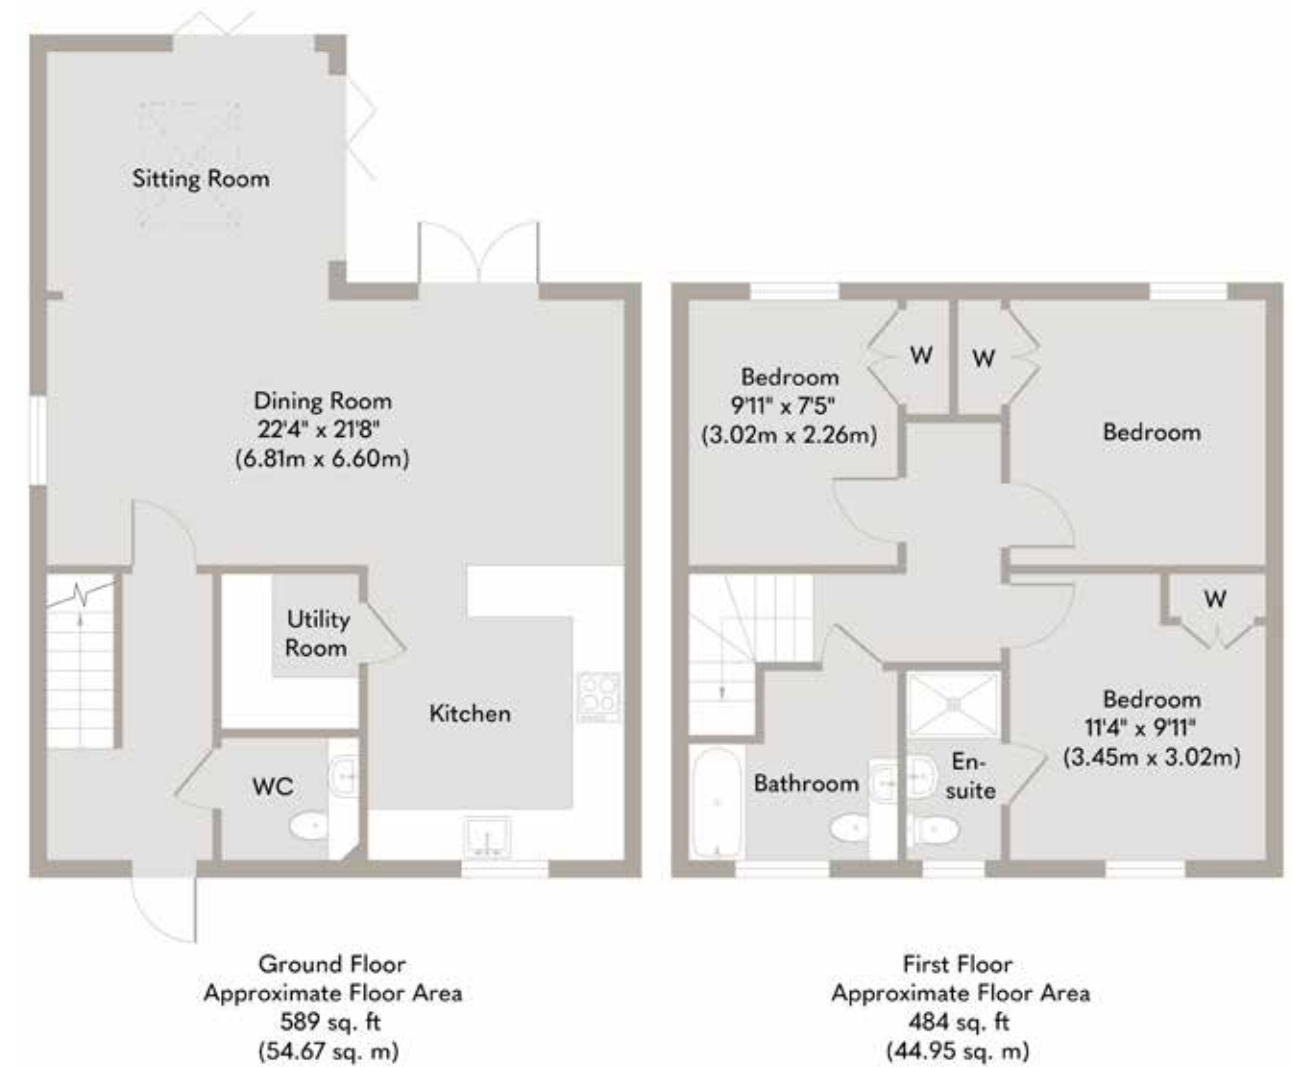 Sitting Room
Dining Room
22'4" x 21'8"
(6.81m x 6.60m)
Utility
Room
Kitchen
WC
Ground Floor
Approximate Floor Area
589 sq. ft
(54.67 sq. m)
Bedroom
9'11" x 7'5"
(3.02m x 2.26m)
W
W
Bedroom
W
Bedroom
11'4" x 9'11"
(3.45m x 3.02m)
Bathroom
En-
suite
First Floor
Approximate Floor Area
484 sq. ft
(44.95 sq. m)